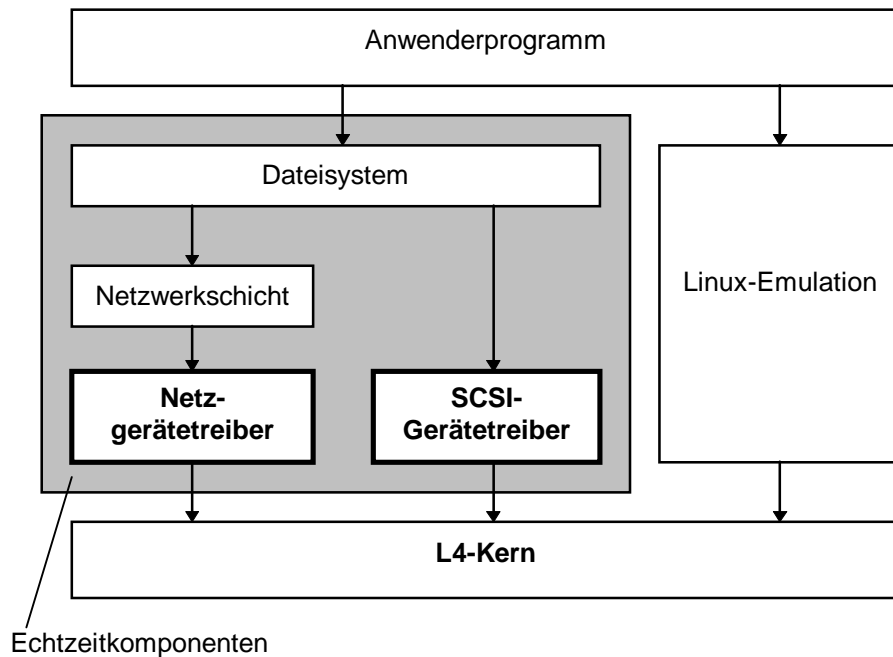 Anwenderprogramm
Dateisystem
Netzwerkschicht
Linux-Emulation
Netz-
gerätetreiber
SCSI-
Gerätetreiber
L4-Kern
Echtzeitkomponenten